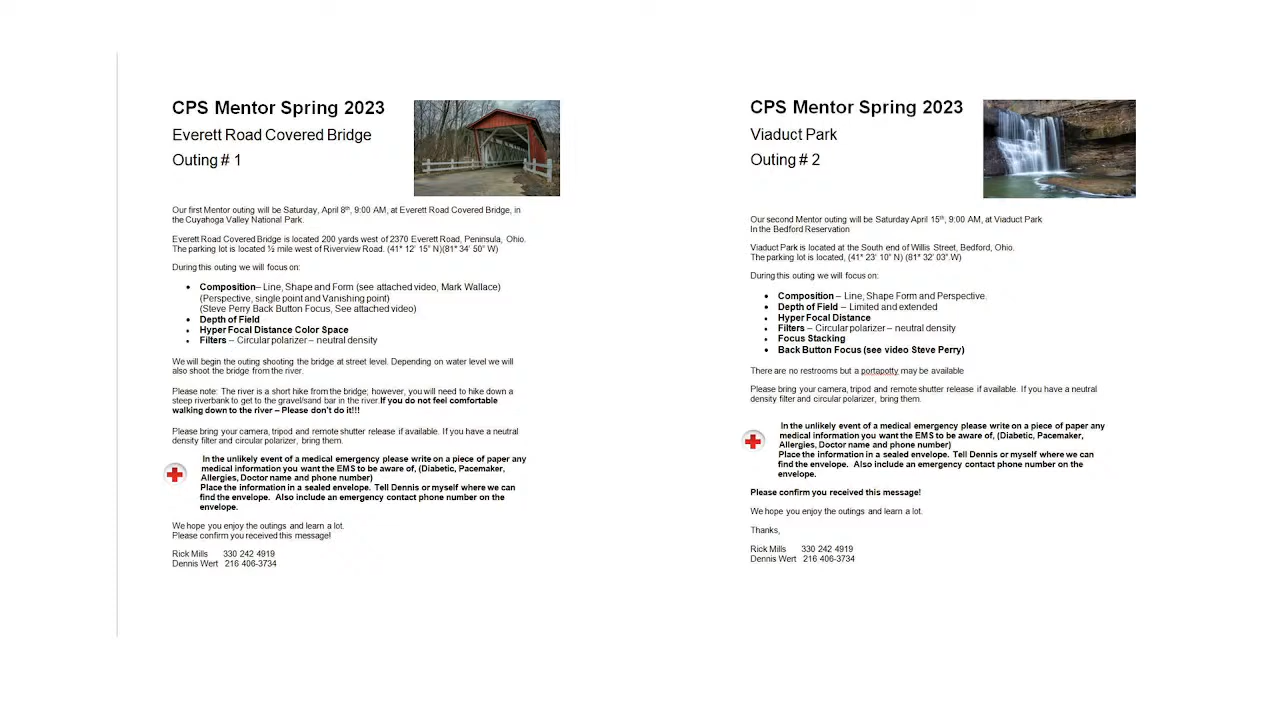 CPS Mentor Spring 2023
Everett Road Covered Bridge
Outing # 1
Our first Mentor outing will be Saturday, April 8th, 9:00 AM, at Everett Road Covered Bridge, in
the Cuyahoga Valley National Park.
Everett Road Covered Bridge is located 200 yards west of 2370 Everett Road, Peninsula, Ohio.
The parking lot is located ½ mile west of Riverview Road. (41* 12' 15" N)(81* 34' 50" W)
During this outing we will focus on:
• Composition– Line, Shape and Form (see attached video, Mark Wallace)
(Perspective, single point and Vanishing point)
(Steve Perry Back Button Focus, See attached video)
• Depth of Field
• Hyper Focal Distance Color Space
• Filters – Circular polarizer – neutral density
We will begin the outing shooting the bridge at street level. Depending on water level we will
also shoot the bridge from the river.
Please note: The river is a short hike from the bridge; however, you will need to hike down a
steep riverbank to get to the gravel/sand bar in the river.If you do not feel comfortable
walking down to the river – Please don't do it!!!
Please bring your camera, tripod and remote shutter release if available. If you have a neutral
density filter and circular polarizer, bring them.
In the unlikely event of a medical emergency please write on a piece of paper any
medical information you want the EMS to be aware of, (Diabetic, Pacemaker,
Allergies, Doctor name and phone number)
Place the information in a sealed envelope. Tell Dennis or myself where we can
find the envelope. Also include an emergency contact phone number on the
envelope.
We hope you enjoy the outings and learn a lot.
Please confirm you received this message!
Rick Mills 330 242 4919
Dennis Wert 216 406-3734
CPS Mentor Spring 2023
Viaduct Park
Outing # 2
Our second Mentor outing will be Saturday April 15th, 9:00 AM, at Viaduct Park
In the Bedford Reservation
Viaduct Park is located at the South end of Willis Street, Bedford, Ohio.
The parking lot is located, (41* 23' 10" N) (81* 32' 03".W)
During this outing we will focus on:
• Composition – Line, Shape Form and Perspective.
• Depth of Field – Limited and extended
• Hyper Focal Distance
• Filters – Circular polarizer – neutral density
• Focus Stacking
• Back Button Focus (see video Steve Perry)
There are no restrooms but a portapotty may be available
Please bring your camera, tripod and remote shutter release if available. If you have a neutral
density filter and circular polarizer, bring them.
In the unlikely event of a medical emergency please write on a piece of paper any
medical information you want the EMS to be aware of, (Diabetic, Pacemaker,
Allergies, Doctor name and phone number)
Place the information in a sealed envelope. Tell Dennis or myself where we can
find the envelope. Also include an emergency contact phone number on the
envelope.
Please confirm you received this message!
We hope you enjoy the outings and learn a lot.
Thanks,
Rick Mills 330 242 4919
Dennis Wert 216 406-3734